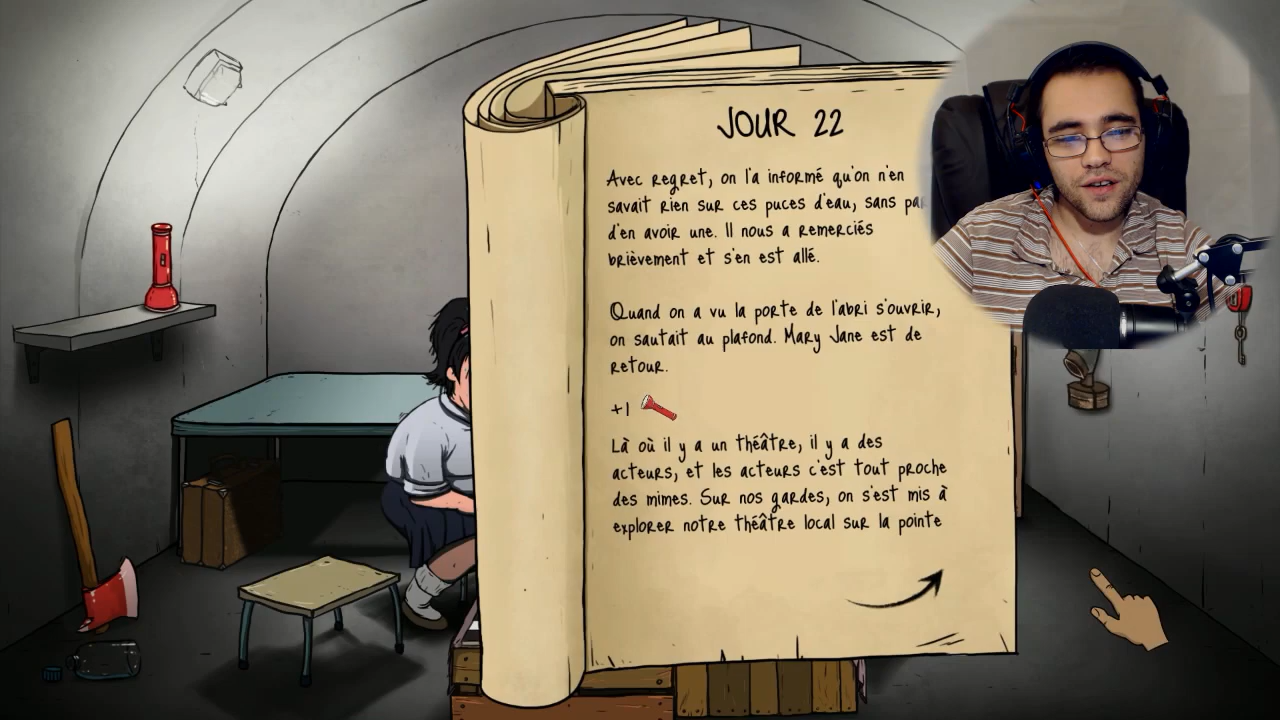 JOUR 22
Avec regret, on l'a informé qu'on n'en
savait rien sur ces puces d'eau, sans
d'en avoir une. Il nous a remerciés
brièvement et s'en est allé.
Quand on a vu la porte de l'abri s'ouvrir,
on sautait au plafond. Mary Jane est de
retour.
+1
Là où il y a un théâtre, il y a des
acteurs, et les acteurs c'est tout proche
des mimes. Sur nos gardes, on s'est mis à
explorer notre théâtre local sur la pointe